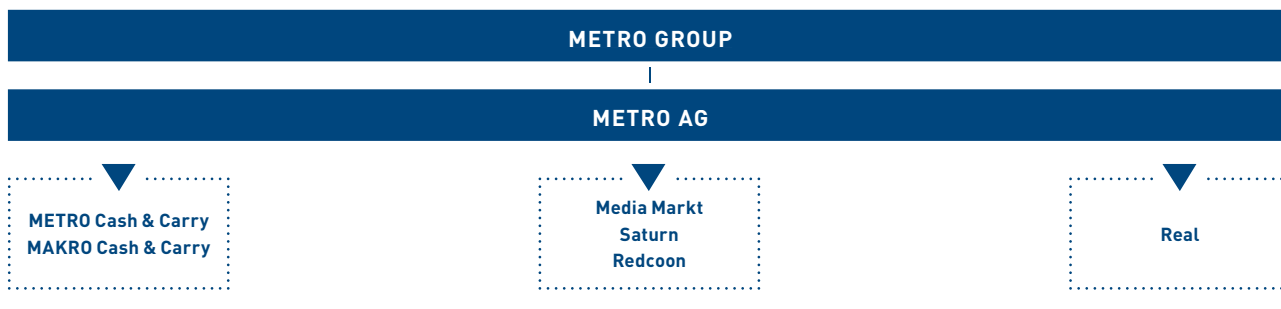 METRO GROUP
METRO AG
METRO Cash & Carry
MAKRO Cash & Carry
Media Markt
Saturn
Redcoon
Real